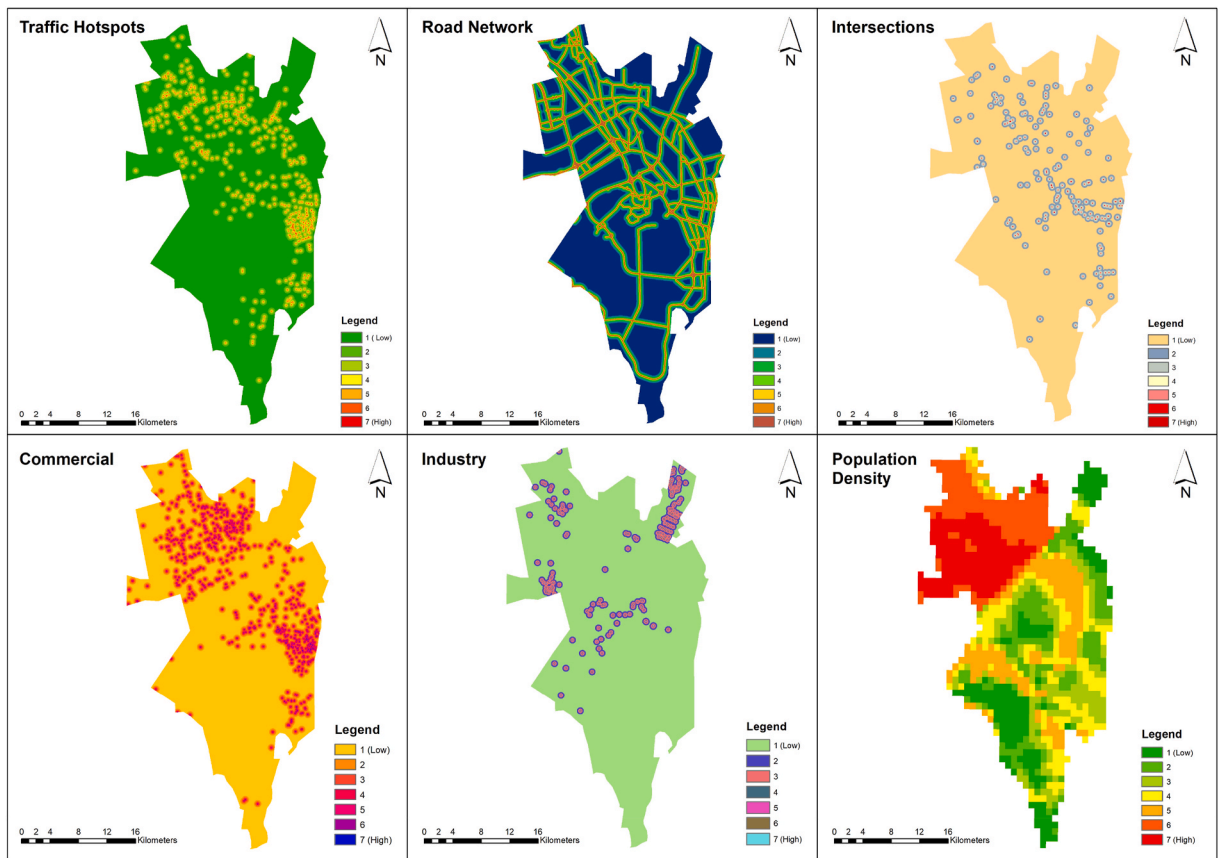 Traffic Hotspots
N
Legend
1 ( Low)
2
3
4
5
6
7 (High)
0 2 4 8 12 16
Kilometers
Road Network
N
Legend
1 (Low)
2
3
4
5
6
7 (High)
0 2 4 8 12 16
Kilometers
Intersections
N
Legend
1 (Low)
2
3
4
5
6
7 (High)
0 2 4 8 12 16
Kilometers
Commercial
N
Legend
1 (Low)
2
3
4
5
6
7 (High)
0 2 4 8 12 16
Kilometers
Industry
N
Legend
1 (Low)
2
3
4
5
6
7 (High)
0 2 4 8 12 16
Kilometers
Population
Density
N
Legend
1 (Low)
2
3
4
5
6
7 (High)
0 2 4 8 12 16
Kilometers